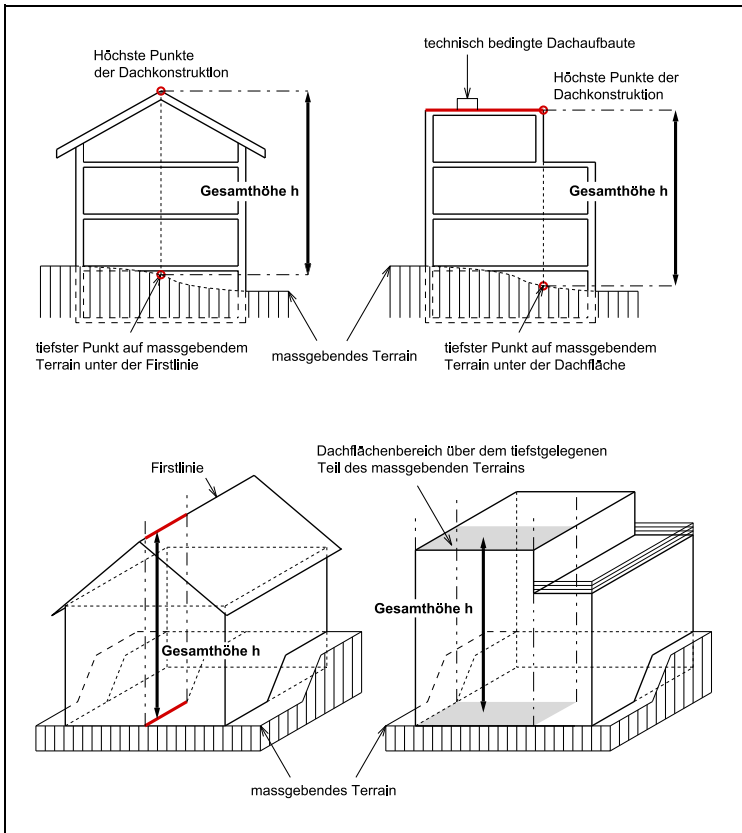 Höchste Punkte
der Dachkonstruktion
technisch bedingte Dachaufbaute
Höchste Punkte der
Dachkonstruktion
Gesamthöhe h
Gesamthöhe h
tiefster Punkt auf massgebendem
Terrain unter der Firstlinie
massgebendes Terrain
tiefster Punkt auf massgebendem
Terrain unter der Dachfläche
Firstlinie
Dachflächenbereich über dem tiefstgelegenen
Teil des massgebenden Terrains
Gesamthöhe h
Gesamthöhe h
massgebendes Terrain